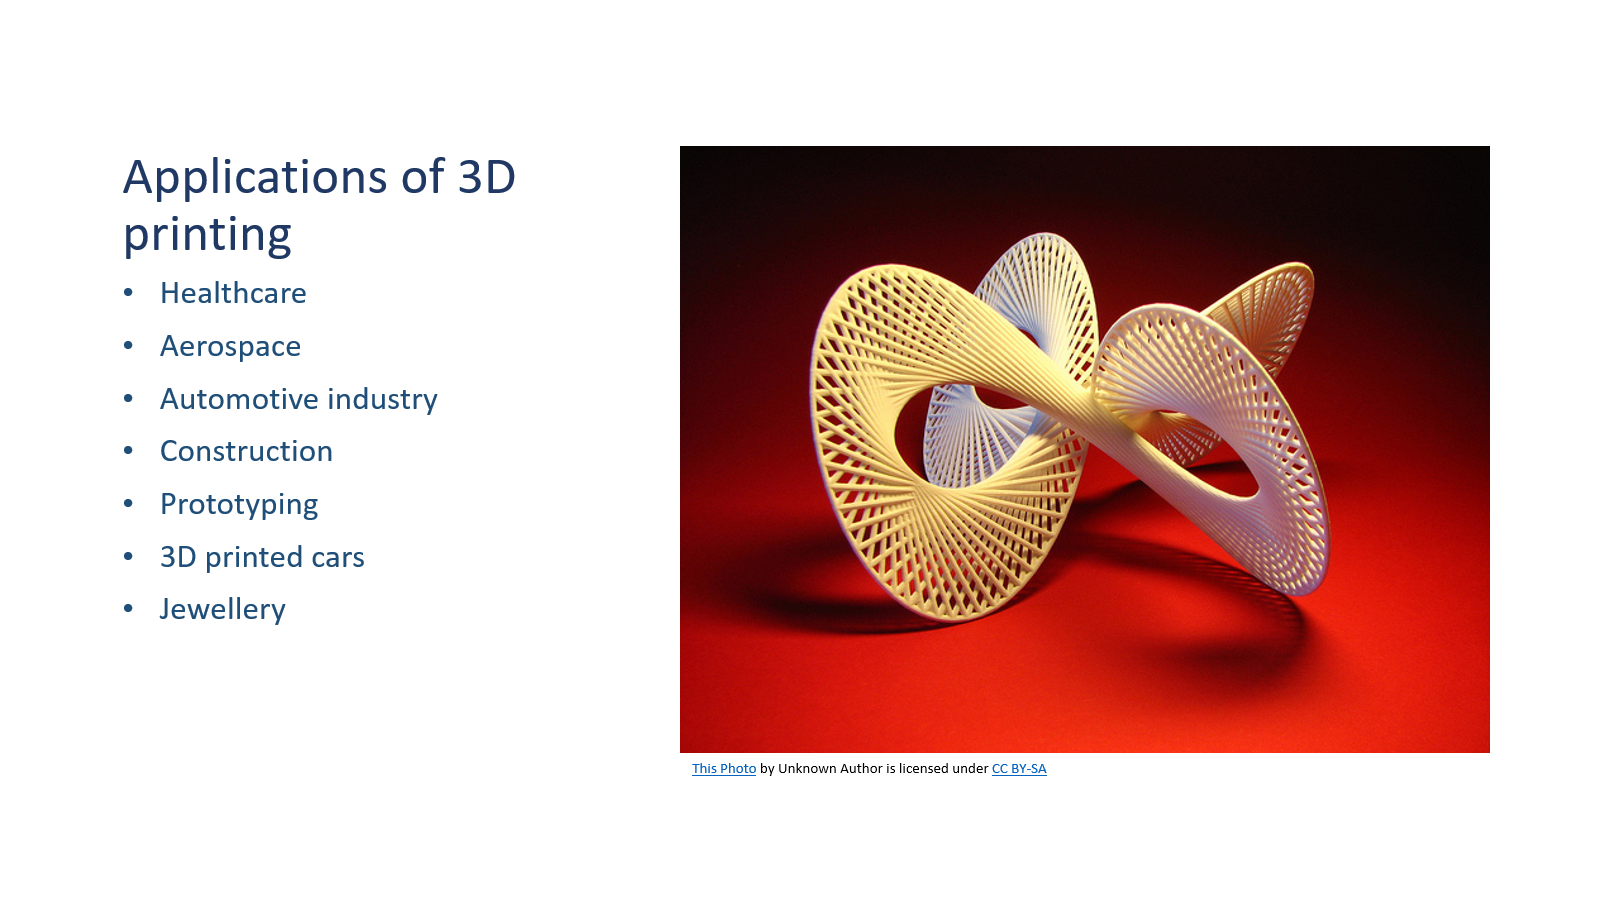 Applications of 3D
printing
• Healthcare
• Aerospace
• Automotive industry
• Construction
• Prototyping
• 3D printed cars
• Jewellery
This Photo by Unknown Author is licensed under CC BY-SA